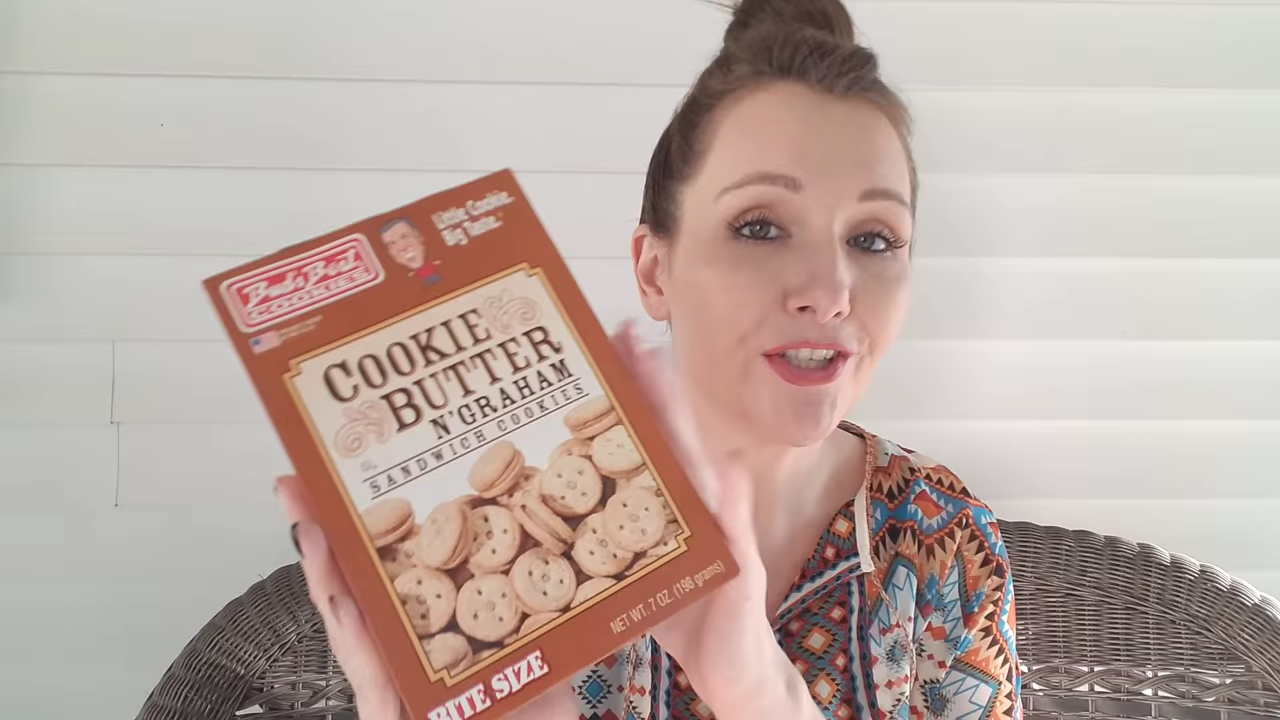 Bud's Best
COOKIES
Little Cookie.
Big Taste.
COOKIE
BUTTER
N'GRAHAM
SANDWICH COOKIES
NET WT. 7 OZ. (198 grams)
BITE SIZE